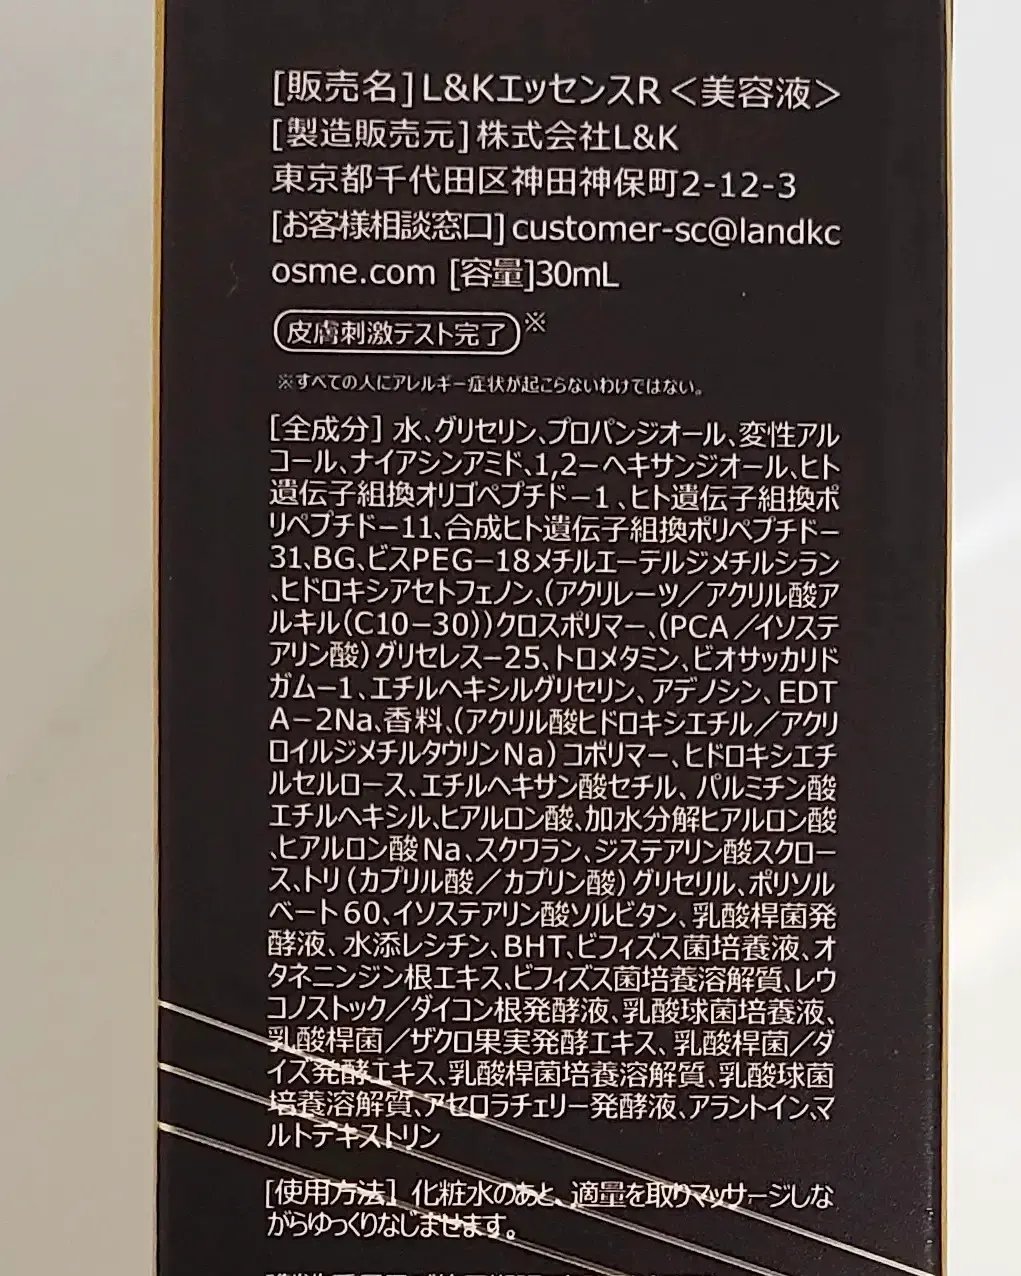 [販売名]L&KエッセンスR＜美容液＞
[製造販売元]株式会社L&K
東京都千代田区神田神保町2-12-3
[お客様相談窓口]customer-sc@landkc
osme.com [容量]30mL
皮膚刺激テスト完了※
※すべての人にアレルギー症状が起こらないわけではない。
[全成分] 水、グリセリン、プロパンジオール、変性アル
コール、ナイアシンアミド、1,2−ヘキサンジオール、ヒト
遺伝子組換オリゴペプチド−1、ヒト遺伝子組換ポ
リペプチド−11、合成ヒト遺伝子組換ポリペプチド−
31、BG、ビスPEG−18メチルエーテルジメチルシラン
、ヒドロキシアセトフェノン、(アクリレーツ／アクリル酸ア
ルキル(C10−30))クロスポリマー、(PCA／イソステ
アリン酸)グリセレス−25、トロメタミン、ビオサッカリド
ガム−1、エチルヘキシルグリセリン、アデノシン、EDT
A−2Na、香料、(アクリル酸ヒドロキシエチル／アクリ
ロイルジメチルタウリンNa)コポリマー、ヒドロキシエチ
ルセルロース、エチルヘキサン酸セチル、パルミチン酸
エチルヘキシル、ヒアルロン酸、加水分解ヒアルロン酸
、ヒアルロン酸Na、スクワラン、ジステアリン酸スクロー
ス、トリ(カプリル酸／カプリン酸)グリセリル、ポリソル
ベート60、イソステアリン酸ソルビタン、乳酸桿菌発
酵液、水添レシチン、BHT、ビフィズス菌培養液、オ
タネニンジン根エキス、ビフィズス菌培養溶解質、レウ
コノストック／ダイコン根発酵液、乳酸球菌培養液、
乳酸桿菌／ザクロ果実発酵エキス、乳酸桿菌／ダ
イズ発酵エキス、乳酸桿菌培養溶解質、乳酸球菌
培養溶解質、アセロラチェリー発酵液、アラントイン、マ
ルトデキストリン
[使用方法] 化粧水のあと、適量を取りマッサージしな
がらゆっくりなじませます。